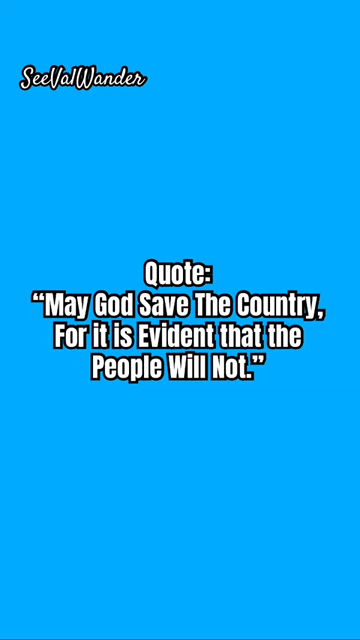 SeeValWander
Quote:
“May God Save The Country,
For it is Evident that the
People Will Not.”